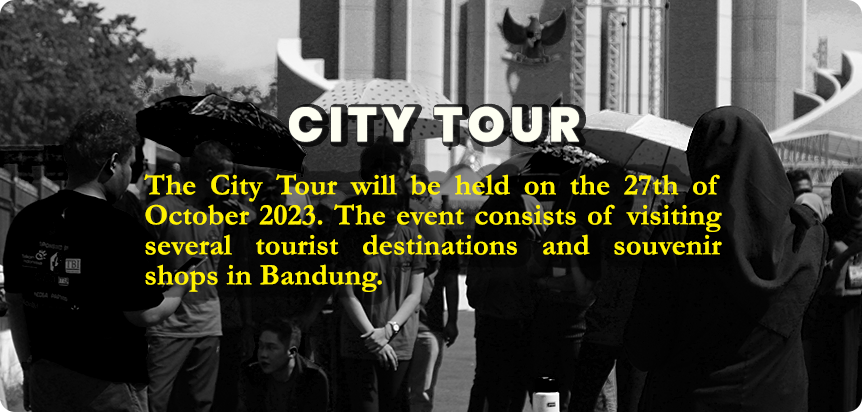 CITY TOUR
The City Tour will be held on the 27th of
October 2023. The event consists of visiting
several tourist destinations and souvenir
shops in Bandung.